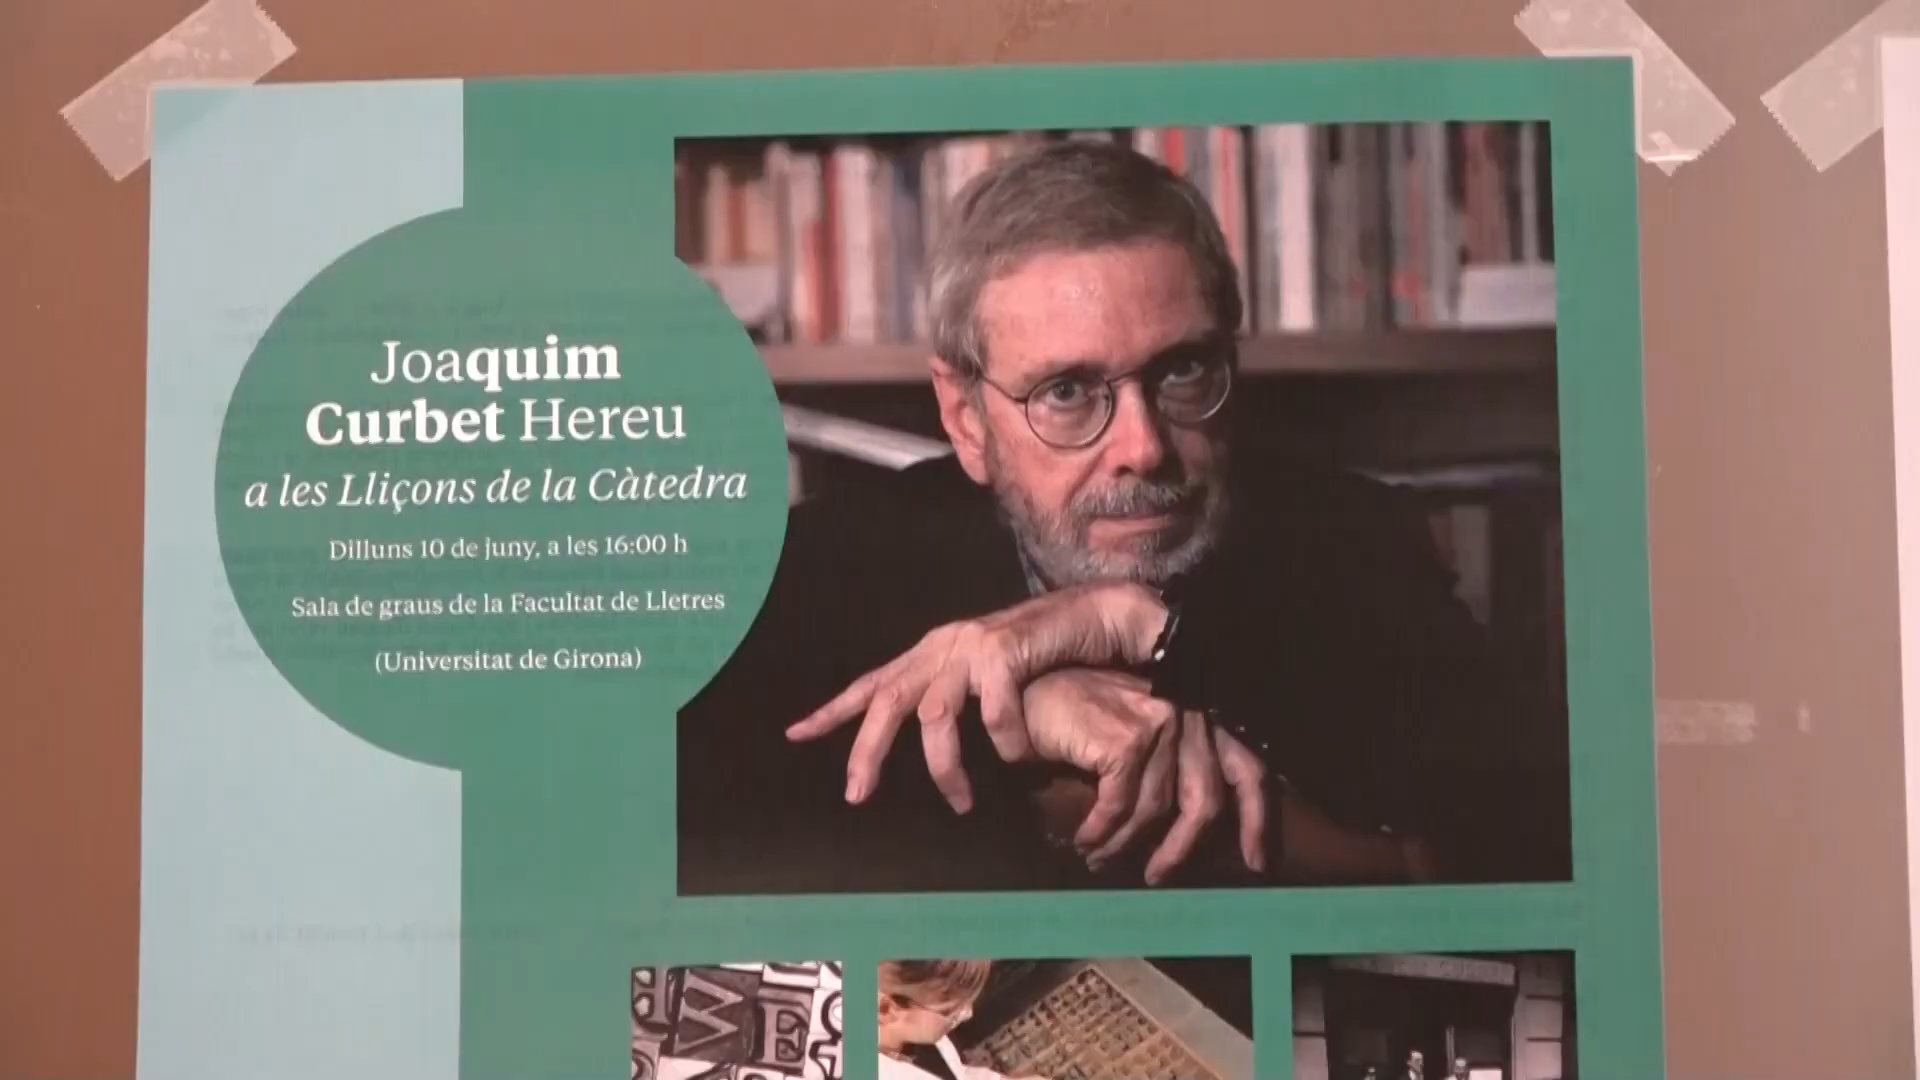 Joaquim
Curbet Hereu
a les Lliçons de la Càtedra
Dilluns 10 de juny, a les 16:00 h
Sala de graus de la Facultat de Lletres
(Universitat de Girona)